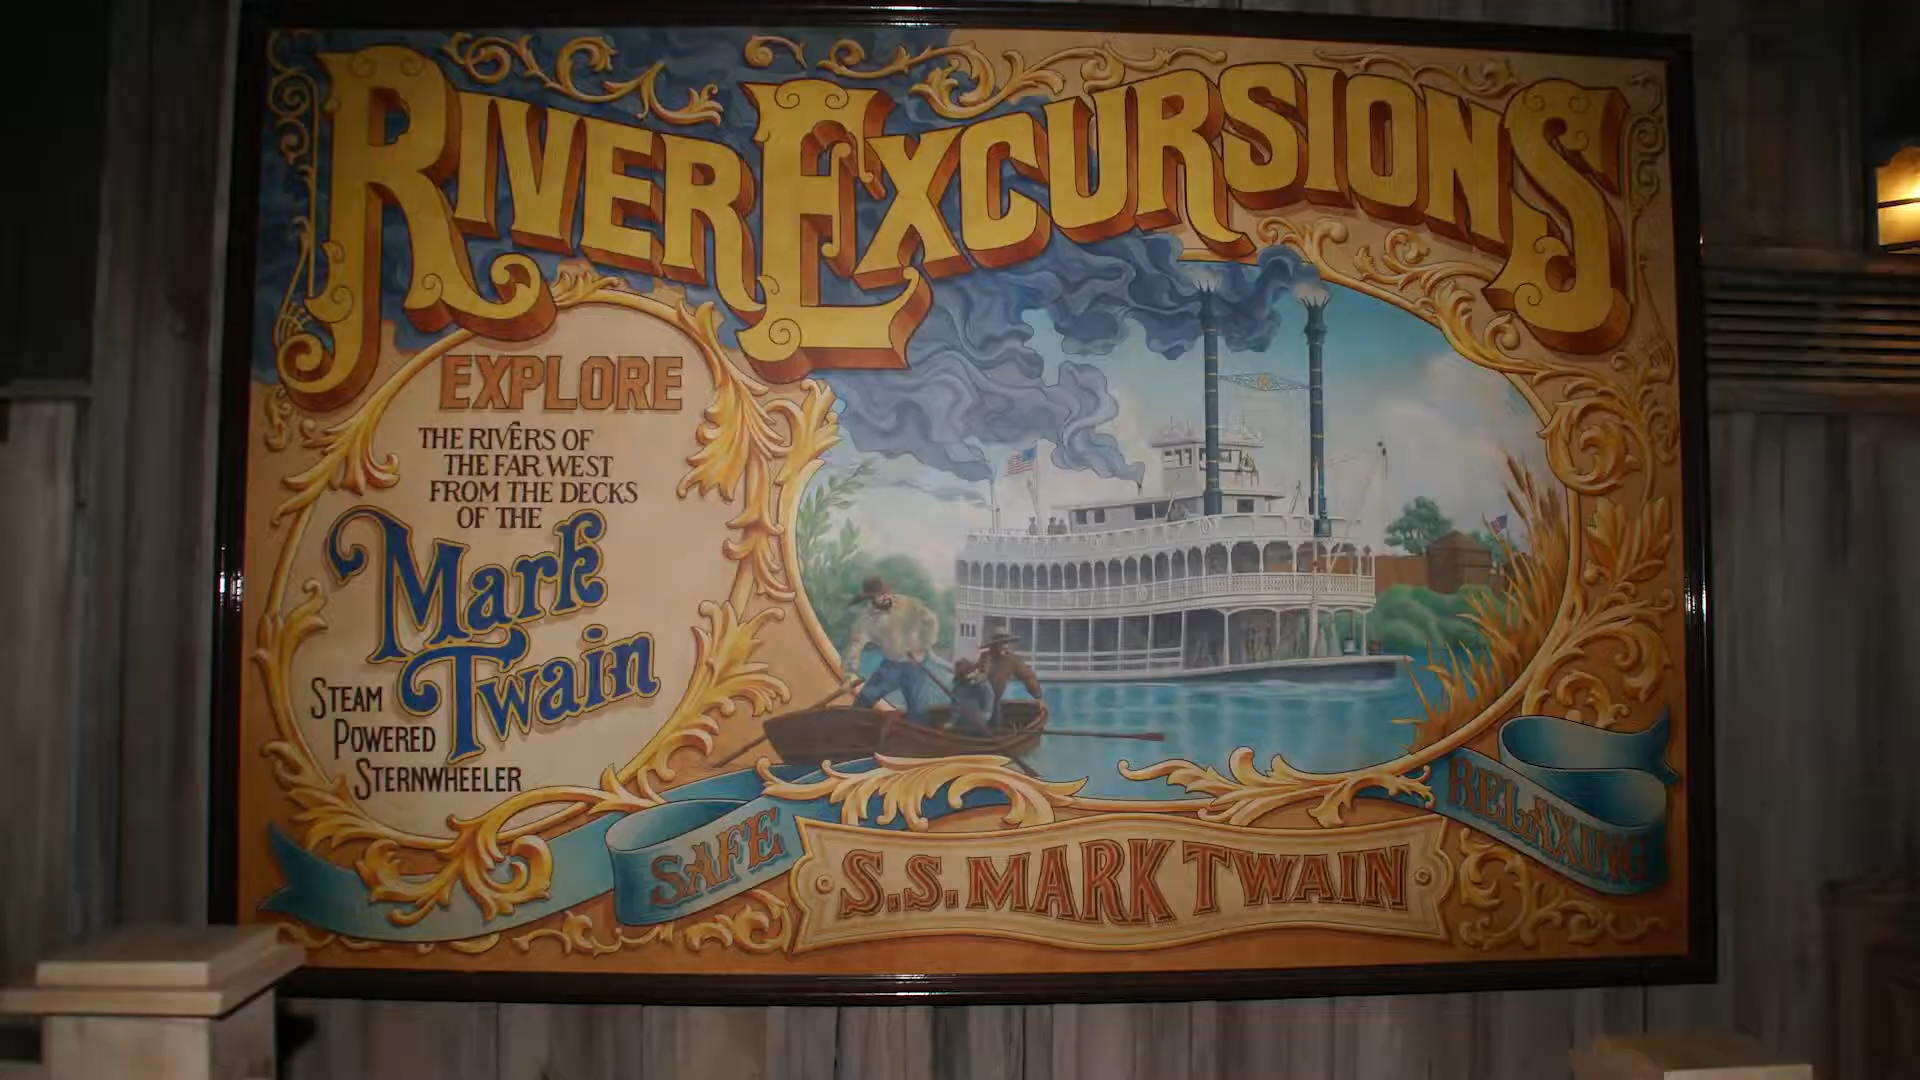 RIVER EXCURSIONS
EXPLORE
THE RIVERS OF
THE FAR WEST
FROM THE DECKS
OF THE
Mark
Twain
STEAM
POWERED
STERNWHEELER
SAFE
S.S. MARK TWAIN
RELAXING